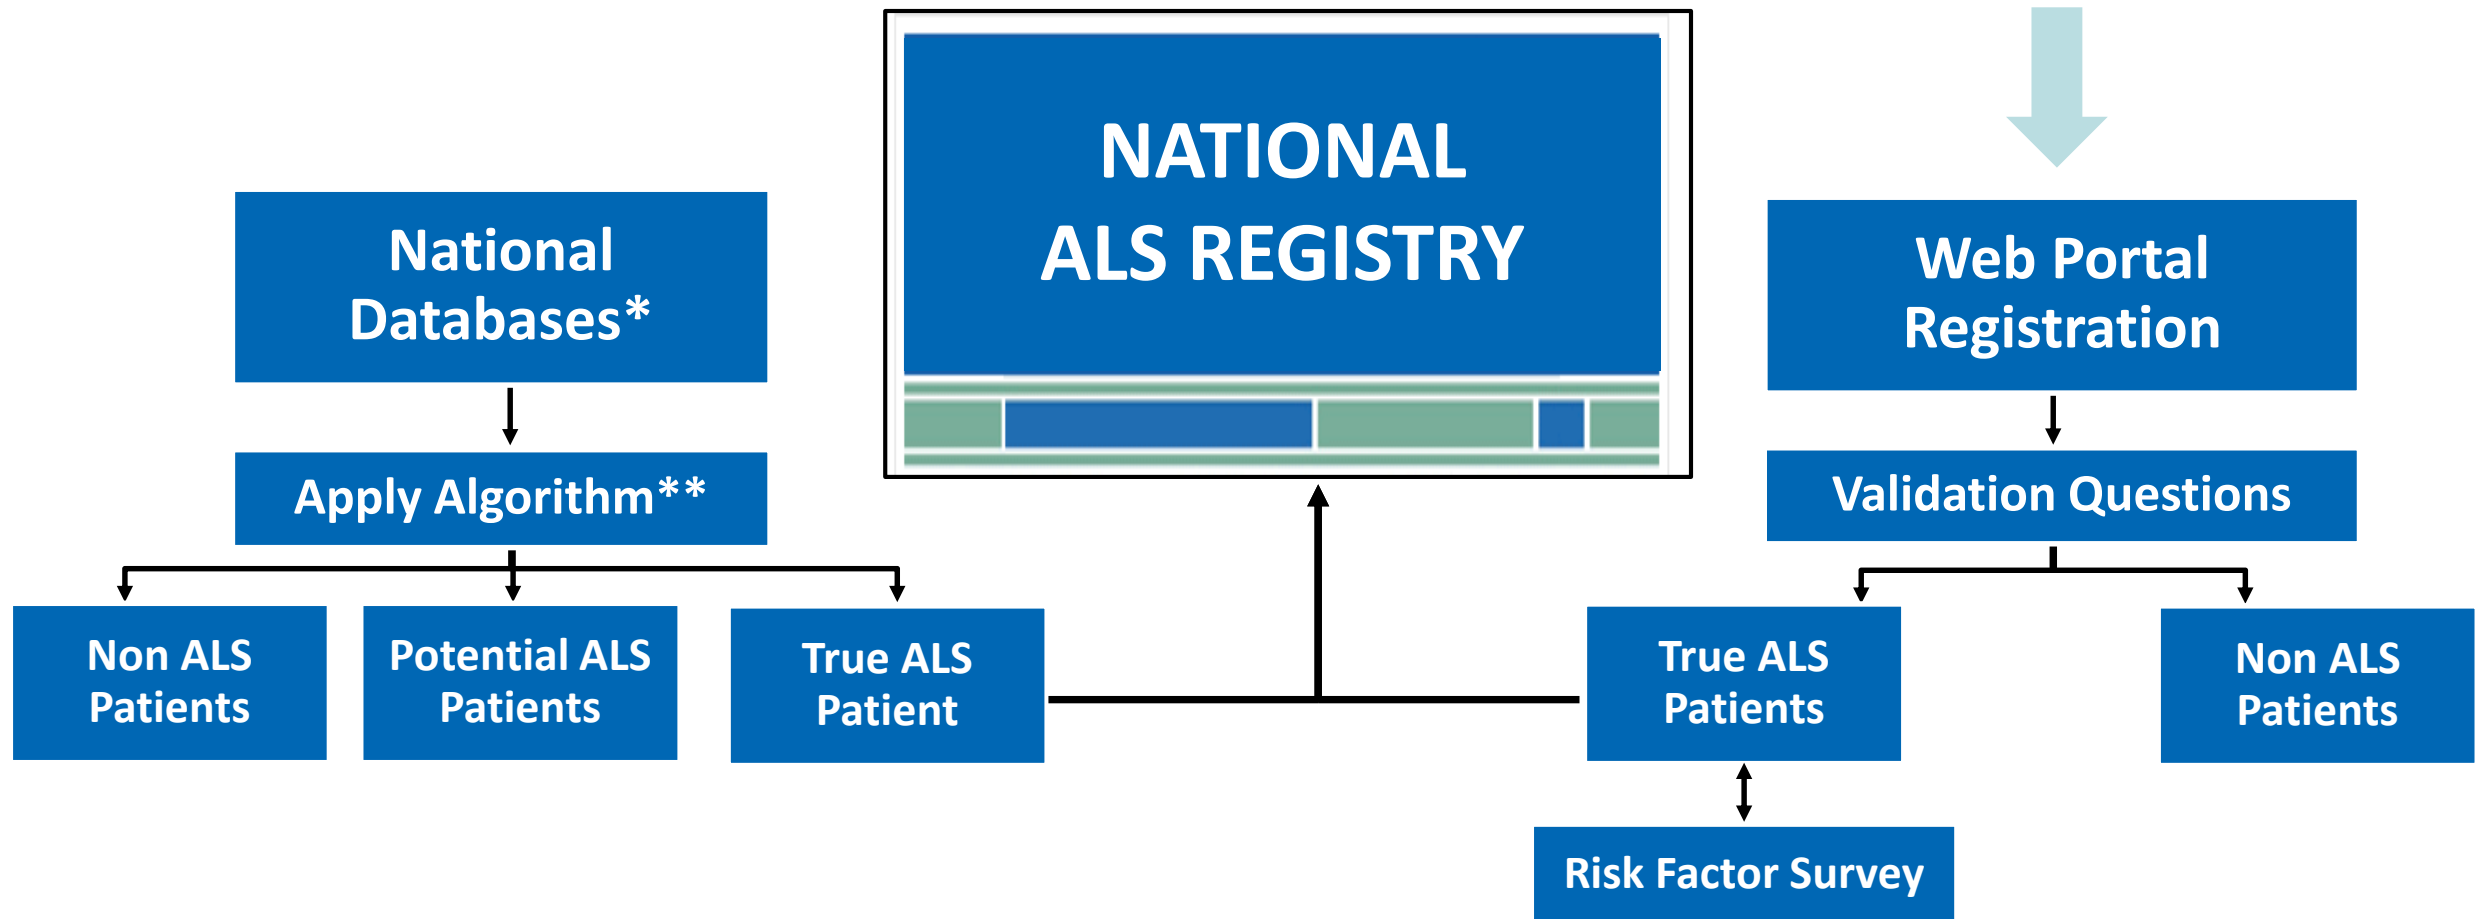 NATIONAL
ALS REGISTRY
National
Databases*
Web Portal
Registration
Apply Algorithm**
Validation Questions
Non ALS
Patients
Potential ALS
Patients
True ALS
Patient
True ALS
Patients
Non ALS
Patients
Risk Factor Survey